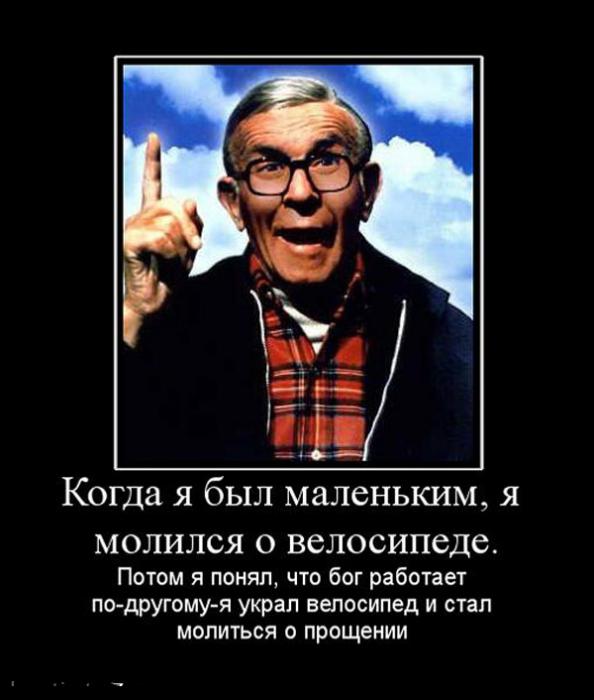 Когда я был маленьким, я
молился о велосипеде.
Потом я понял, что бог работает
по-другому-я украл велосипед и стал
молиться о прощении